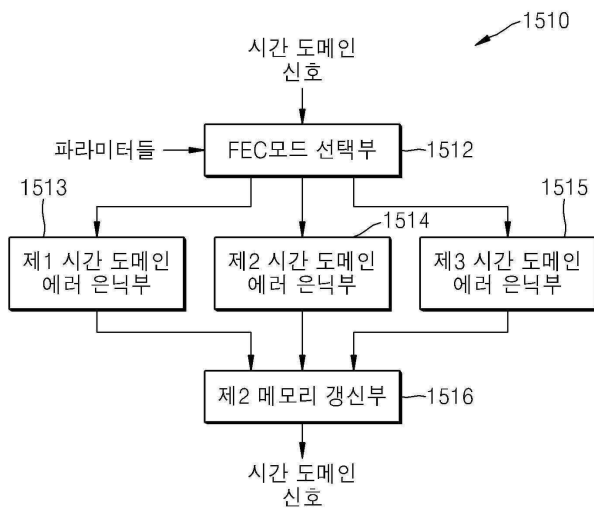 1510
시간 도메인
신호
파라미터들
FEC모드 선택부
1512
1513
1514
1515
제1 시간 도메인
에러 은닉부
제2 시간 도메인
에러 은닉부
제3 시간 도메인
에러 은닉부
제2 메모리 갱신부
1516
시간 도메인
신호